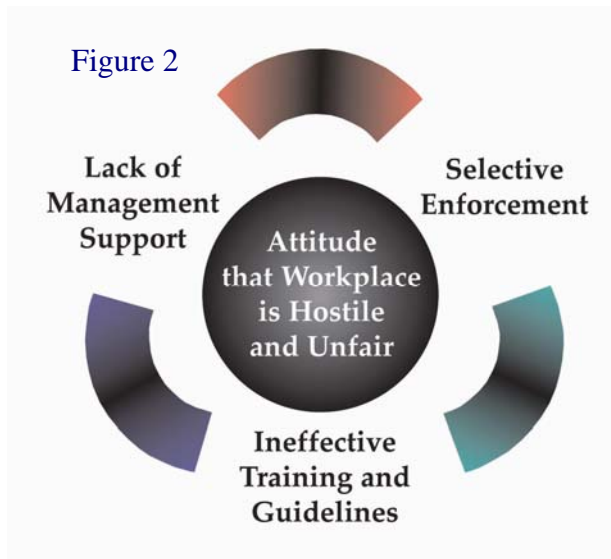 Figure 2
Lack of
Management
Support
Selective
Enforcement
Attitude
that Workplace
is Hostile
and Unfair
Ineffective
Training and
Guidelines